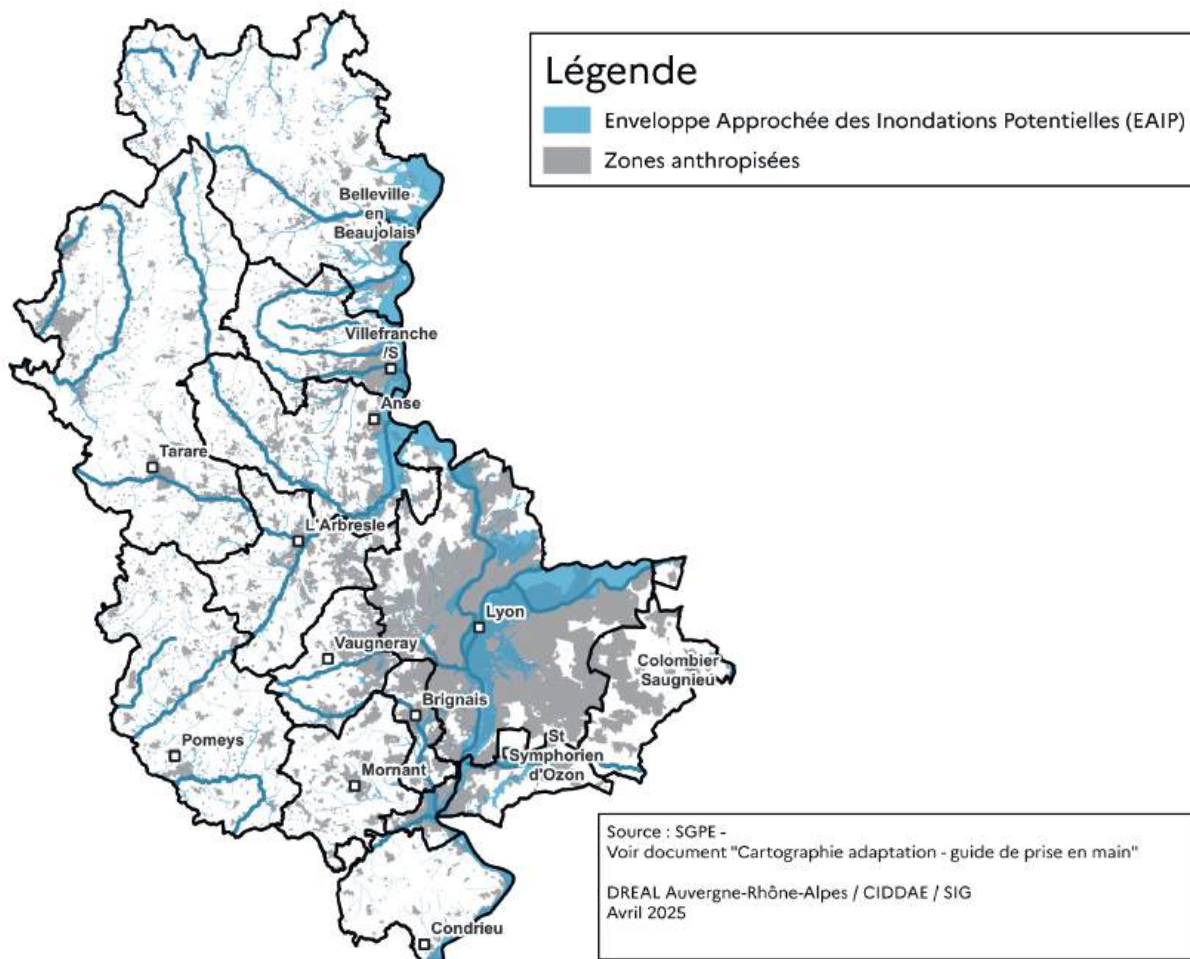 Légende
Enveloppe Approchée des Inondations Potentielles (EAIP)
Zones anthropisées
Belleville
en
Beaujolais
Villefranche
/S
Anse
Tarare
L'Arbresle
Lyon
Vaugneray
Colombier
Saugnieu
Brignais
St
Symphorien
d'Ozon
Pomeys
Mornant
Condrieu
Source : SGPE -
Voir document "Cartographie adaptation - guide de prise en main"
DREAL Auvergne-Rhône-Alpes / CIDDAE / SIG
Avril 2025